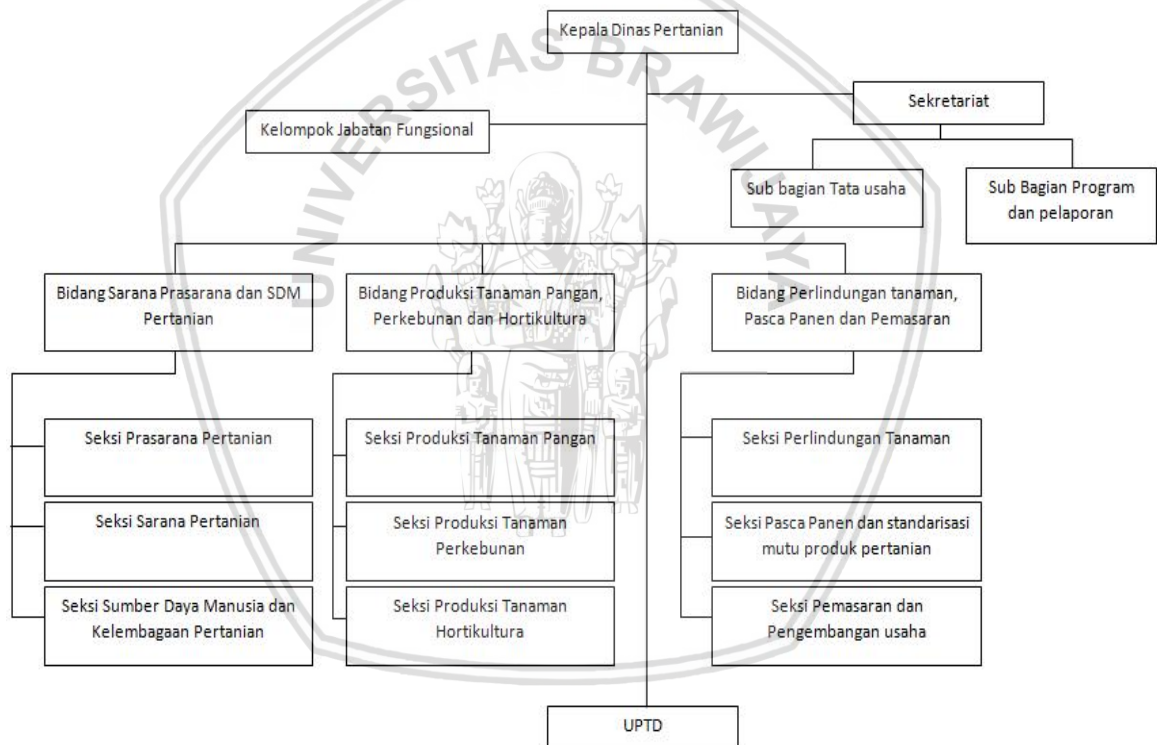 Kepala Dinas Pertanian
UNIVERSITAS BRAWIJAYA
Sekretariat
Kelompok Jabatan Fungsional
Sub bagian Tata usaha
Sub Bagian Program
dan pelaporan
Bidang Sarana Prasarana dan SDM
Pertanian
Bidang Produksi Tanaman Pangan,
Perkebunan dan Hortikultura
Bidang Perlindungan tanaman,
Pasca Panen dan Pemasaran
Seksi Prasarana Pertanian
Seksi Produksi Tanaman Pangan
Seksi Perlindungan Tanaman
Seksi Sarana Pertanian
Seksi Produksi Tanaman
Perkebunan
Seksi Pasca Panen dan standarisasi
mutu produk pertanian
Seksi Sumber Daya Manusia dan
Kelembagaan Pertanian
Seksi Produksi Tanaman
Hortikultura
Seksi Pemasaran dan
Pengembangan usaha
UPTD